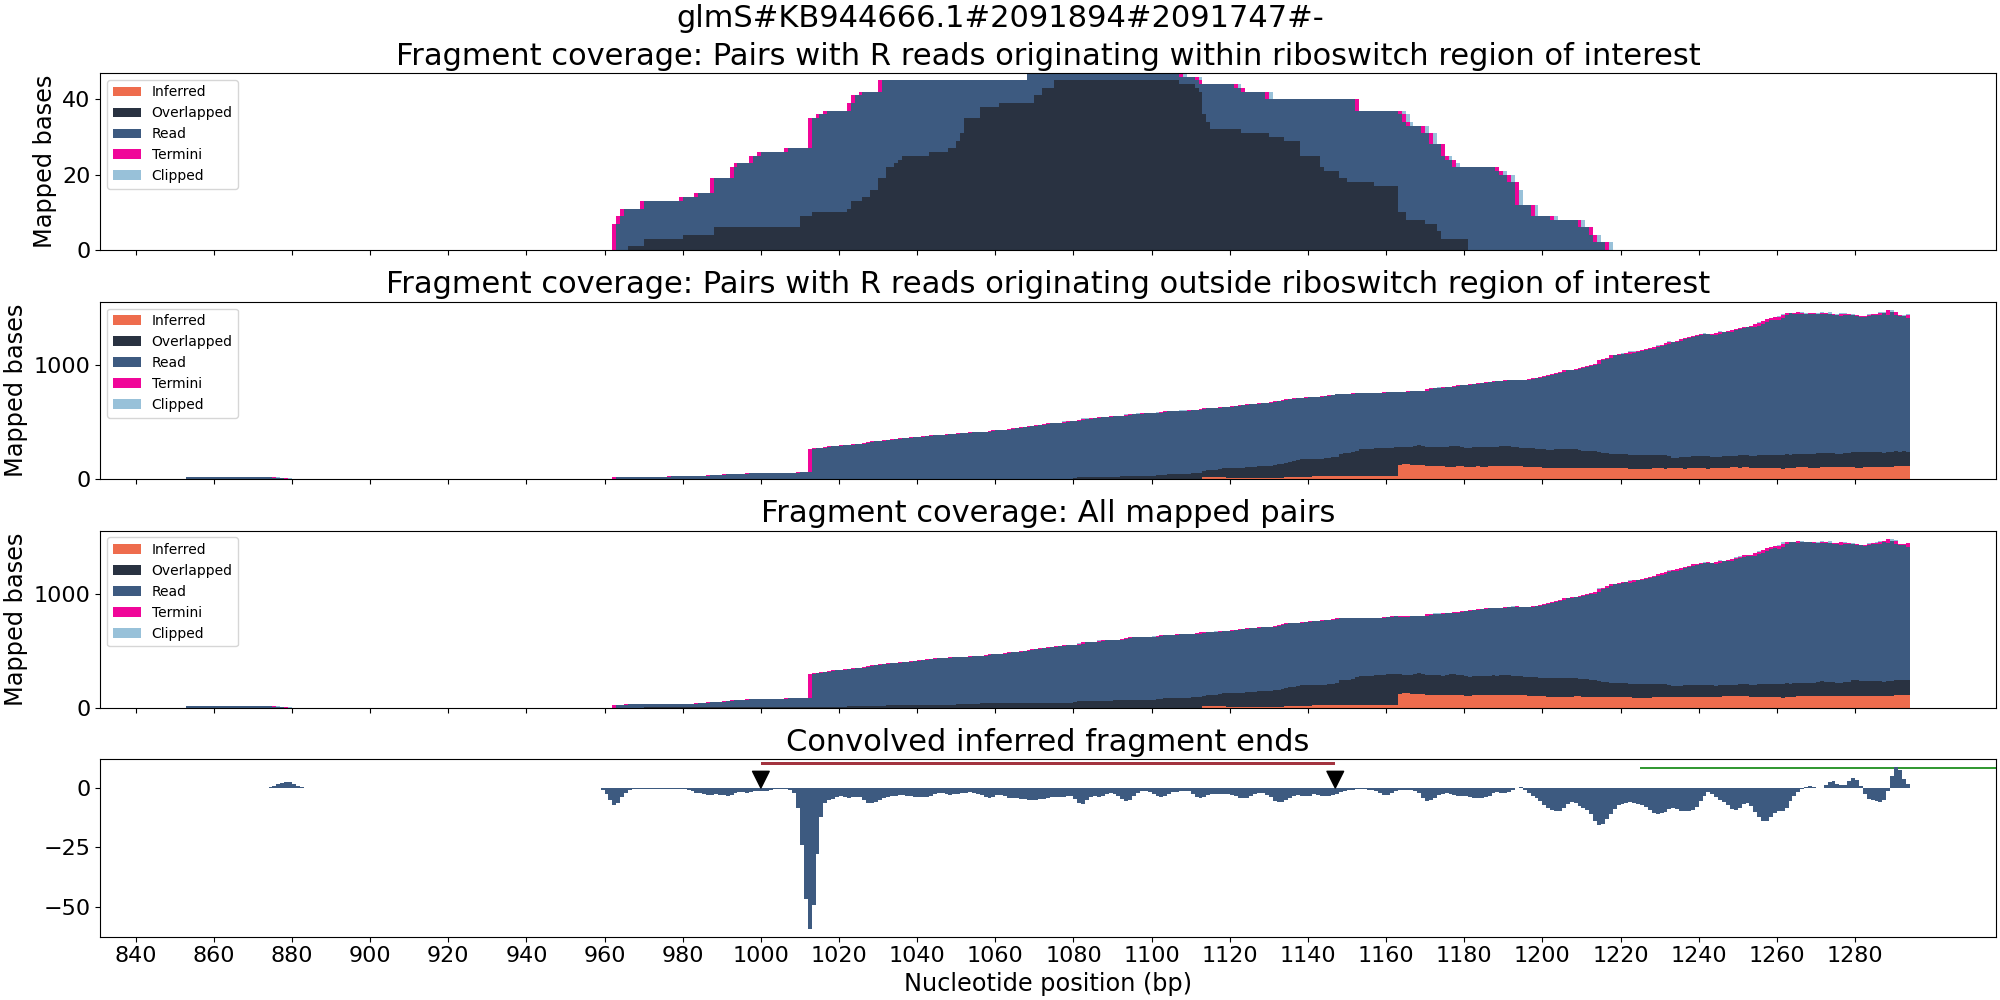 glmS#KB944666.1#2091894#2091747#-
Fragment coverage: Pairs with R reads originating within riboswitch region of interest
Mapped bases
40
20
0
Inferred
Overlapped
Read
Termini
Clipped
Fragment coverage: Pairs with R reads originating outside riboswitch region of interest
Mapped bases
1000
0
Inferred
Overlapped
Read
Termini
Clipped
Fragment coverage: All mapped pairs
Mapped bases
1000
0
Inferred
Overlapped
Read
Termini
Clipped
Convolved inferred fragment ends
0
−25
−50
840 860 880 900 920 940 960 980 1000 1020 1040 1060 1080 1100 1120 1140 1160 1180 1200 1220 1240 1260 1280
Nucleotide position (bp)